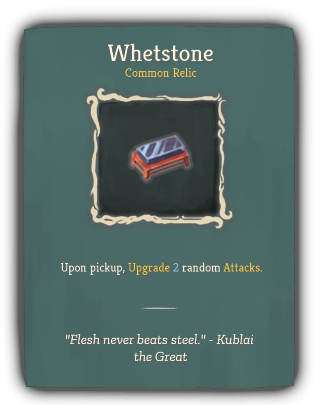 Whetstone
Common Relic
Upon pickup, Upgrade 2 random Attacks.
"Flesh never beats steel." - Kublai
the Great